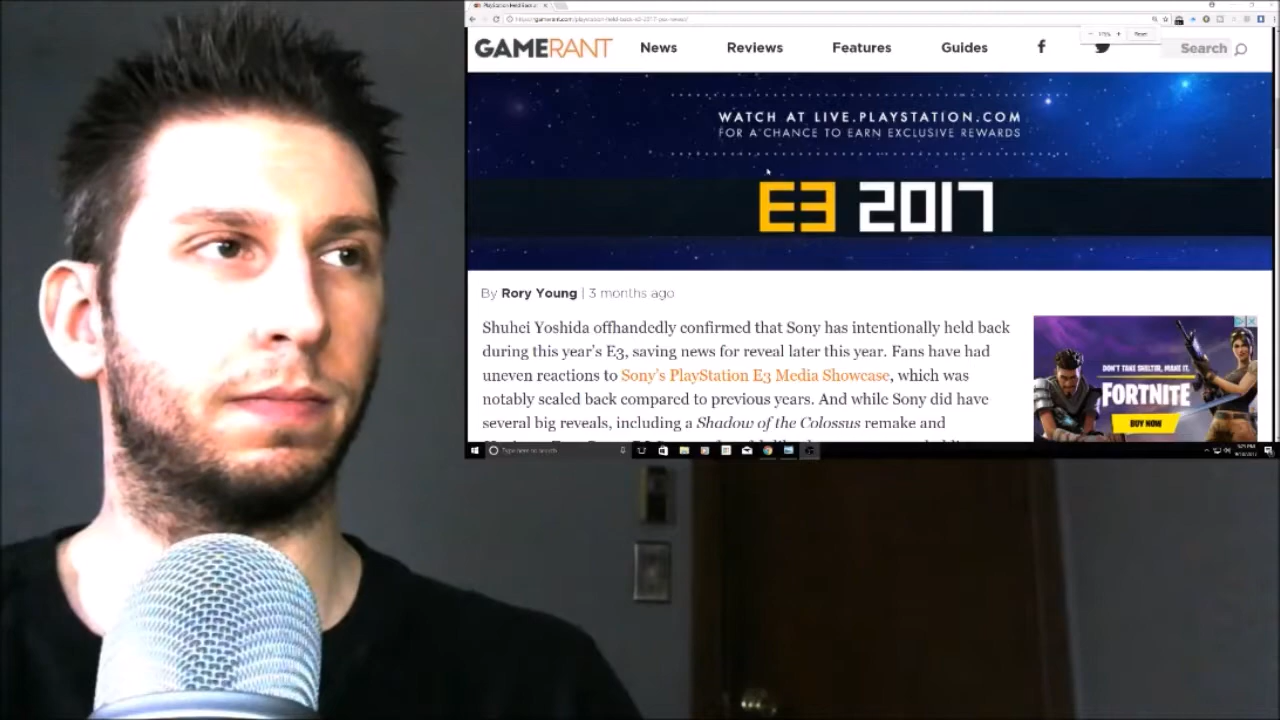 GAMERANT
News
Reviews
Features
Guides
Search
WATCH AT LIVE.PLAYSTATION.COM
FOR A CHANCE TO EARN EXCLUSIVE REWARDS
E3 2017
By Rory Young | 3 months ago
Shuhei Yoshida offhandedly confirmed that Sony has intentionally held back
during this year's E3, saving news for reveal later this year. Fans have had
uneven reactions to Sony's PlayStation E3 Media Showcase, which was
notably scaled back compared to previous years. And while Sony did have
several big reveals, including a Shadow of the Colossus remake and
DON'T TAKE SHELTER, MAKE IT.
FORTNITE
BUY NOW
Type here to search